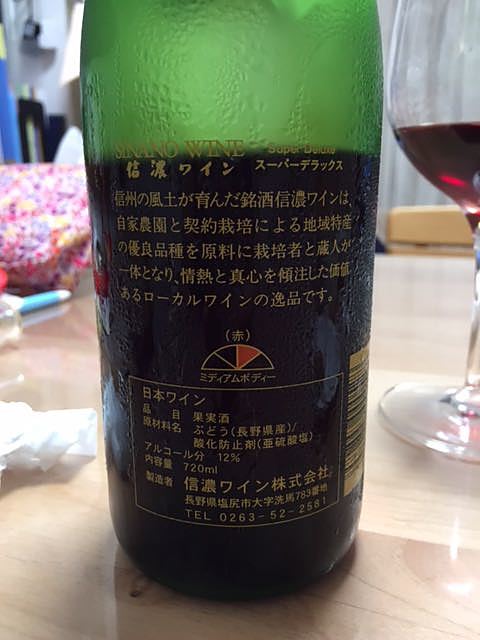 SINANO WINE Super Deluxe
信濃ワイン スーパーデラックス
信州の風土が育んだ銘酒信濃ワインは、
自家農園と契約栽培による地域特産
の優良品種を原料に栽培者と蔵人が
一体となり、情熱と真心を傾注した価値
あるローカルワインの逸品です。
(赤)
ミディアムボディー
日本ワイン
品目 果実酒
原材料名 ぶどう(長野県産)/
酸化防止剤(亜硫酸塩)
アルコール分 12%
内容量 720ml
製造者 信濃ワイン株式会社
長野県塩尻市大字洗馬783番地
TEL 0263-52-2581